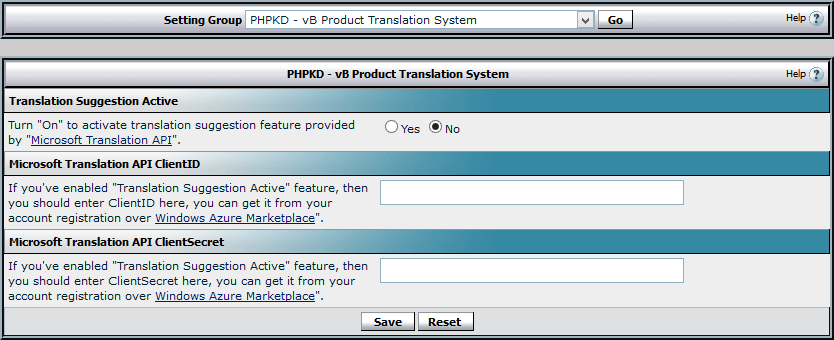 Setting Group PHPKD - vB Product Translation System Go Help ?
PHPKD - vB Product Translation System Help ?
Translation Suggestion Active
Turn "On" to activate translation suggestion feature provided
by "Microsoft Translation API".
Yes No
Microsoft Translation API ClientID
If you've enabled "Translation Suggestion Active" feature, then
you should enter ClientID here, you can get it from your
account registration over Windows Azure Marketplace".
Microsoft Translation API ClientSecret
If you've enabled "Translation Suggestion Active" feature, then
you should enter ClientSecret here, you can get it from your
account registration over Windows Azure Marketplace".
Save Reset